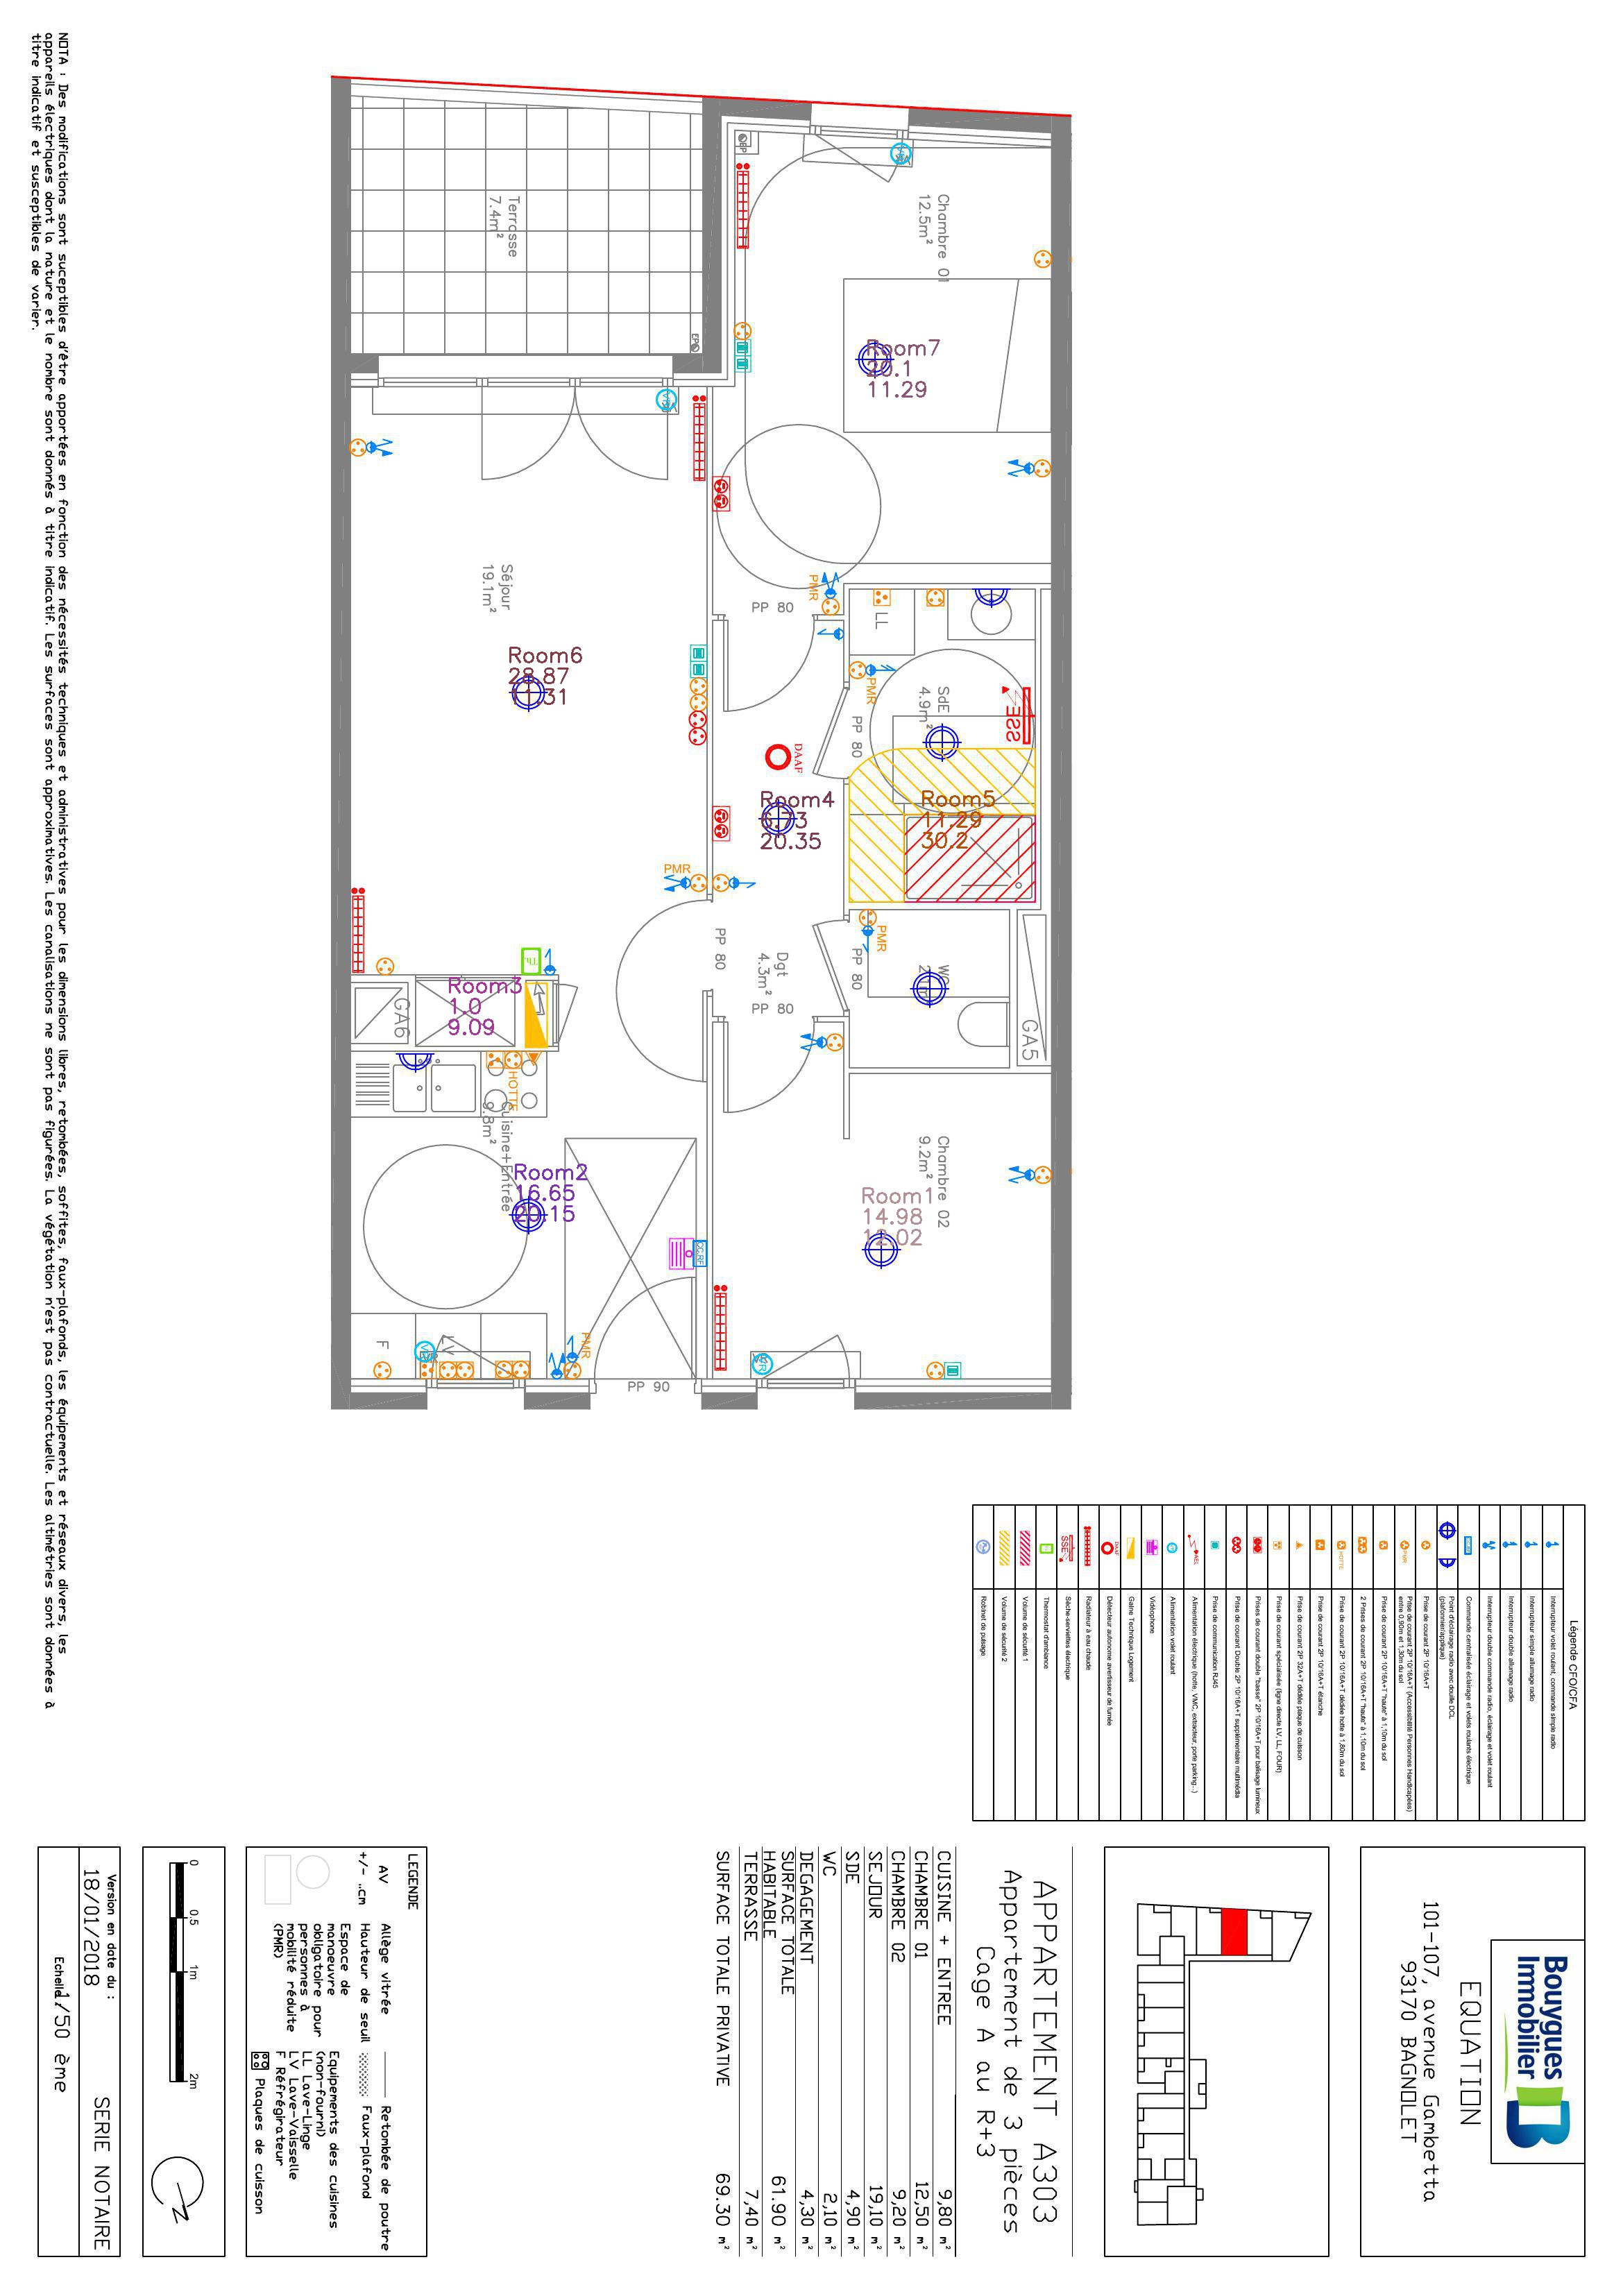 Bouygues
Immobilier
EQUATION
101-107, avenue Gambetta
93170 BAGNOLET
APPARTEMENT A303
Appartement de 3 pièces
Cage A au R+3
CUISINE + ENTREE 9,80 m²
CHAMBRE 01 12,50 m²
CHAMBRE 02 9,20 m²
SEJOUR 19,10 m²
SDE 4,90 m²
WC 2,10 m²
DEGAGEMENT 4,30 m²
SURFACE TOTALE
HABITABLE 61.90 m²
TERRASSE 7,40 m²
SURFACE TOTALE PRIVATIVE 69.30 m²
LEGENDE
AV Allège vitrée
+/- ..cm Hauteur de seuil
Espace de
manoeuvre
obligatoire pour
personnes à
mobilité réduite
(PMR)
Retombée de poutre
Faux-plafond
Equipements des cuisines
(non-fourni)
LL Lave-Linge
LV Lave-Vaisselle
F Réfrigérateur
Plaques de cuisson
0 0.5 1m 2m
N
Version en date du :
18/01/2018
SERIE NOTAIRE
Echelle 1/50 ème
Légende CFO/CFA
Interrupteur volet roulant, commande simple radio
Interrupteur simple allumage radio
Interrupteur double allumage radio
Interrupteur double commande radio, éclairage et volet roulant
Commande centralisée éclairage et volets roulants électrique
Point d'éclairage radio avec douille DCL
(plafonnier/applique)
Prise de courant 2P 10/16A+T
Prise de courant 2P 10/16A+T (Accessibilité Personnes Handicapées)
entre 0,90m et 1,30m du sol
Prise de courant 2P 10/16A+T "haute" à 1,10m du sol
2 Prises de courant 2P 10/16A+T "haute" à 1,10m du sol
Prise de courant 2P 10/16A+T dédiée hotte à 1,80m du sol
Prise de courant 2P 10/16A+T étanche
Prise de courant 2P 32A+T dédiée plaque de cuisson
Prise de courant spécialisée (ligne directe LV, LL, FOUR)
Prises de courant double "basse" 2P 10/16A+T pour balisage lumineux
Prise de courant Double 2P 10/16A+T supplémentaire multimédia
Prise de communication RJ45
Alimentation électrique (hotte, VMC, extracteur, porte parking...)
Alimentation volet roulant
Vidéophone
Gaine Technique Logement
Détecteur autonome avertisseur de fumée
Radiateur à eau chaude
Sèche-serviettes électrique
Thermostat d'ambiance
Volume de sécurité 1
Volume de sécurité 2
Robinet de puisage
Terrasse
7.4m²
Chambre 01
12.5m²
Room7
20.1
11.29
Séjour
19.1m²
Room6
28.87
11.31
PMR
PP 80
LL
SdE
4.9m²
PMR
PP 80
SSE
DAAF
Room4
6.73
20.35
Room5
11.29
30.2
PMR
PP 80
Dgt
4.3m²
PP 80
PP 80
PMR
WC
GA5
GA6
Room3
1.0
9.09
HOTTE
Cuisine+Entrée
9.8m²
Room2
16.65
20.15
Chambre 02
9.2m²
Room1
14.98
12.02
F
LV
PMR
PP 90
VR
EP
EP
NOTA : Des modifications sont suceptibles d'être apportées en fonction des nécessités techniques et administratives pour les dimensions libres, retombées, soffites, faux-plafonds, les équipements et réseaux divers, les
appareils électriques dont la nature et le nombre sont donnés à titre indicatif. Les surfaces sont approximatives. Les canalisations ne sont pas figurées. La végétation n'est pas contractuelle. Les altimétries sont données à
titre indicatif et susceptibles de varier.